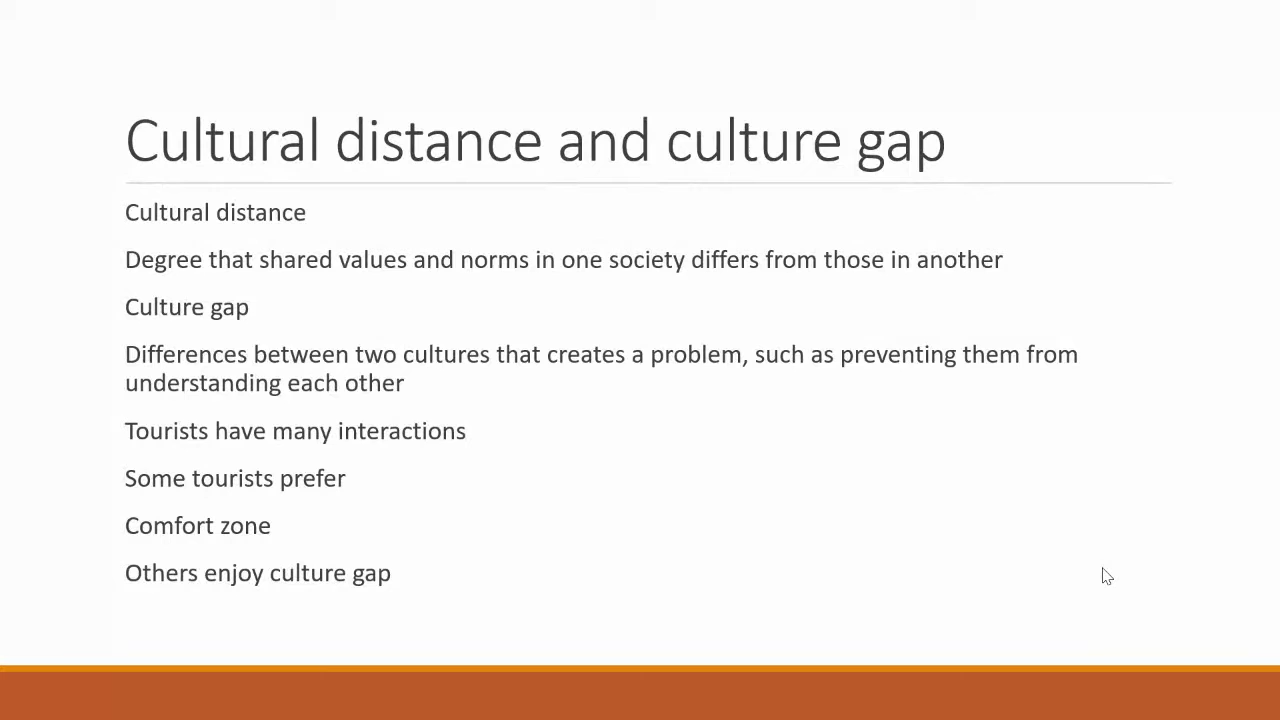 Cultural distance and culture gap
Cultural distance
Degree that shared values and norms in one society differs from those in another
Culture gap
Differences between two cultures that creates a problem, such as preventing them from
understanding each other
Tourists have many interactions
Some tourists prefer
Comfort zone
Others enjoy culture gap